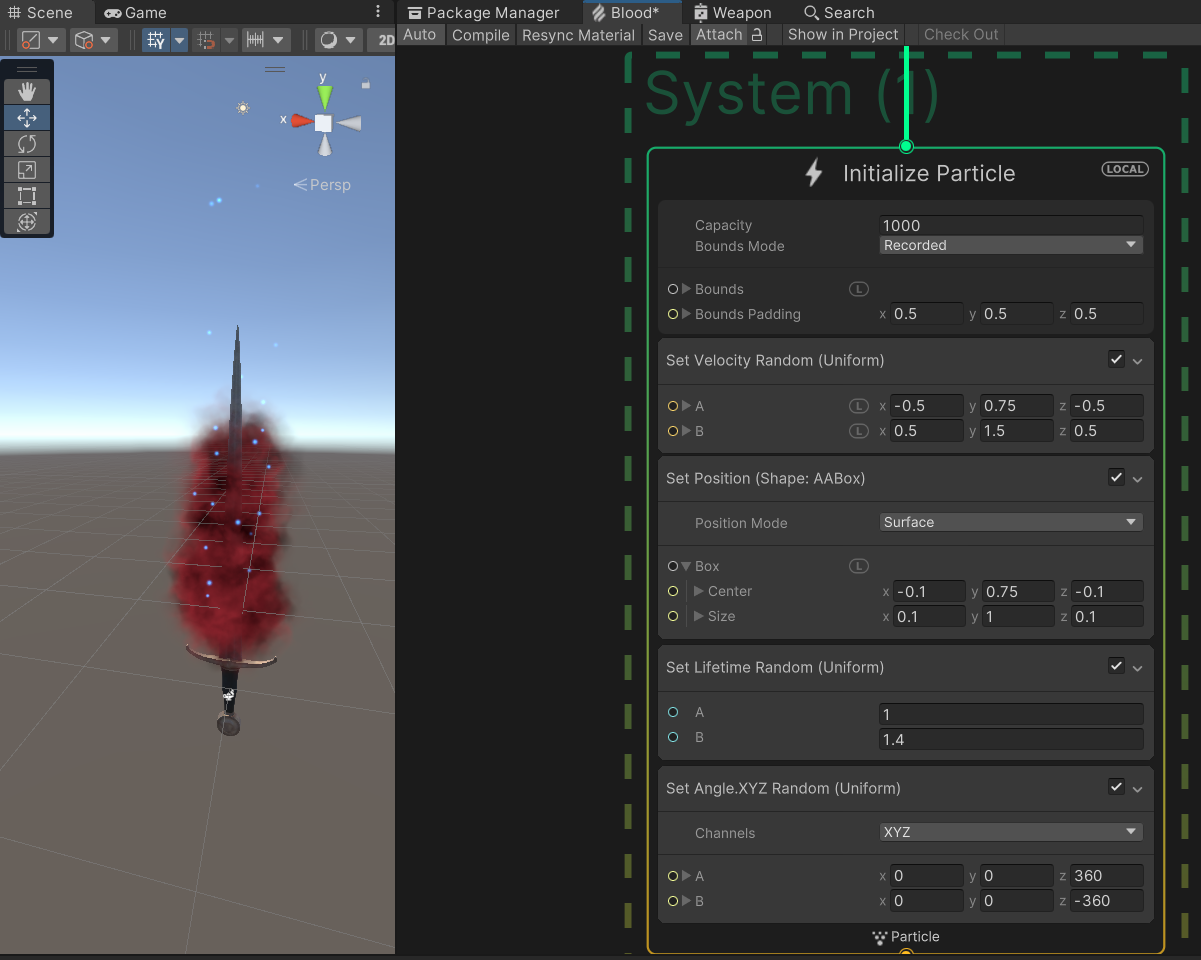 Scene Game
Package Manager Blood* Weapon Search
2D
Auto Compile Resync Material Save Attach Show in Project Check Out
y
x
Persp
System (1)
Initialize Particle LOCAL
Capacity 1000
Bounds Mode Recorded
Bounds L
Bounds Padding x 0.5 y 0.5 z 0.5
Set Velocity Random (Uniform)
A L x -0.5 y 0.75 z -0.5
B L x 0.5 y 1.5 z 0.5
Set Position (Shape: AABox)
Position Mode Surface
Box L
Center x -0.1 y 0.75 z -0.1
Size x 0.1 y 1 z 0.1
Set Lifetime Random (Uniform)
A 1
B 1.4
Set Angle.XYZ Random (Uniform)
Channels XYZ
A x 0 y 0 z 360
B x 0 y 0 z -360
Particle